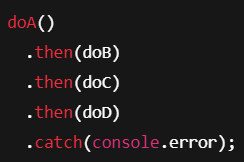 doA()
  .then(doB)
  .then(doC)
  .then(doD)
  .catch(console.error);